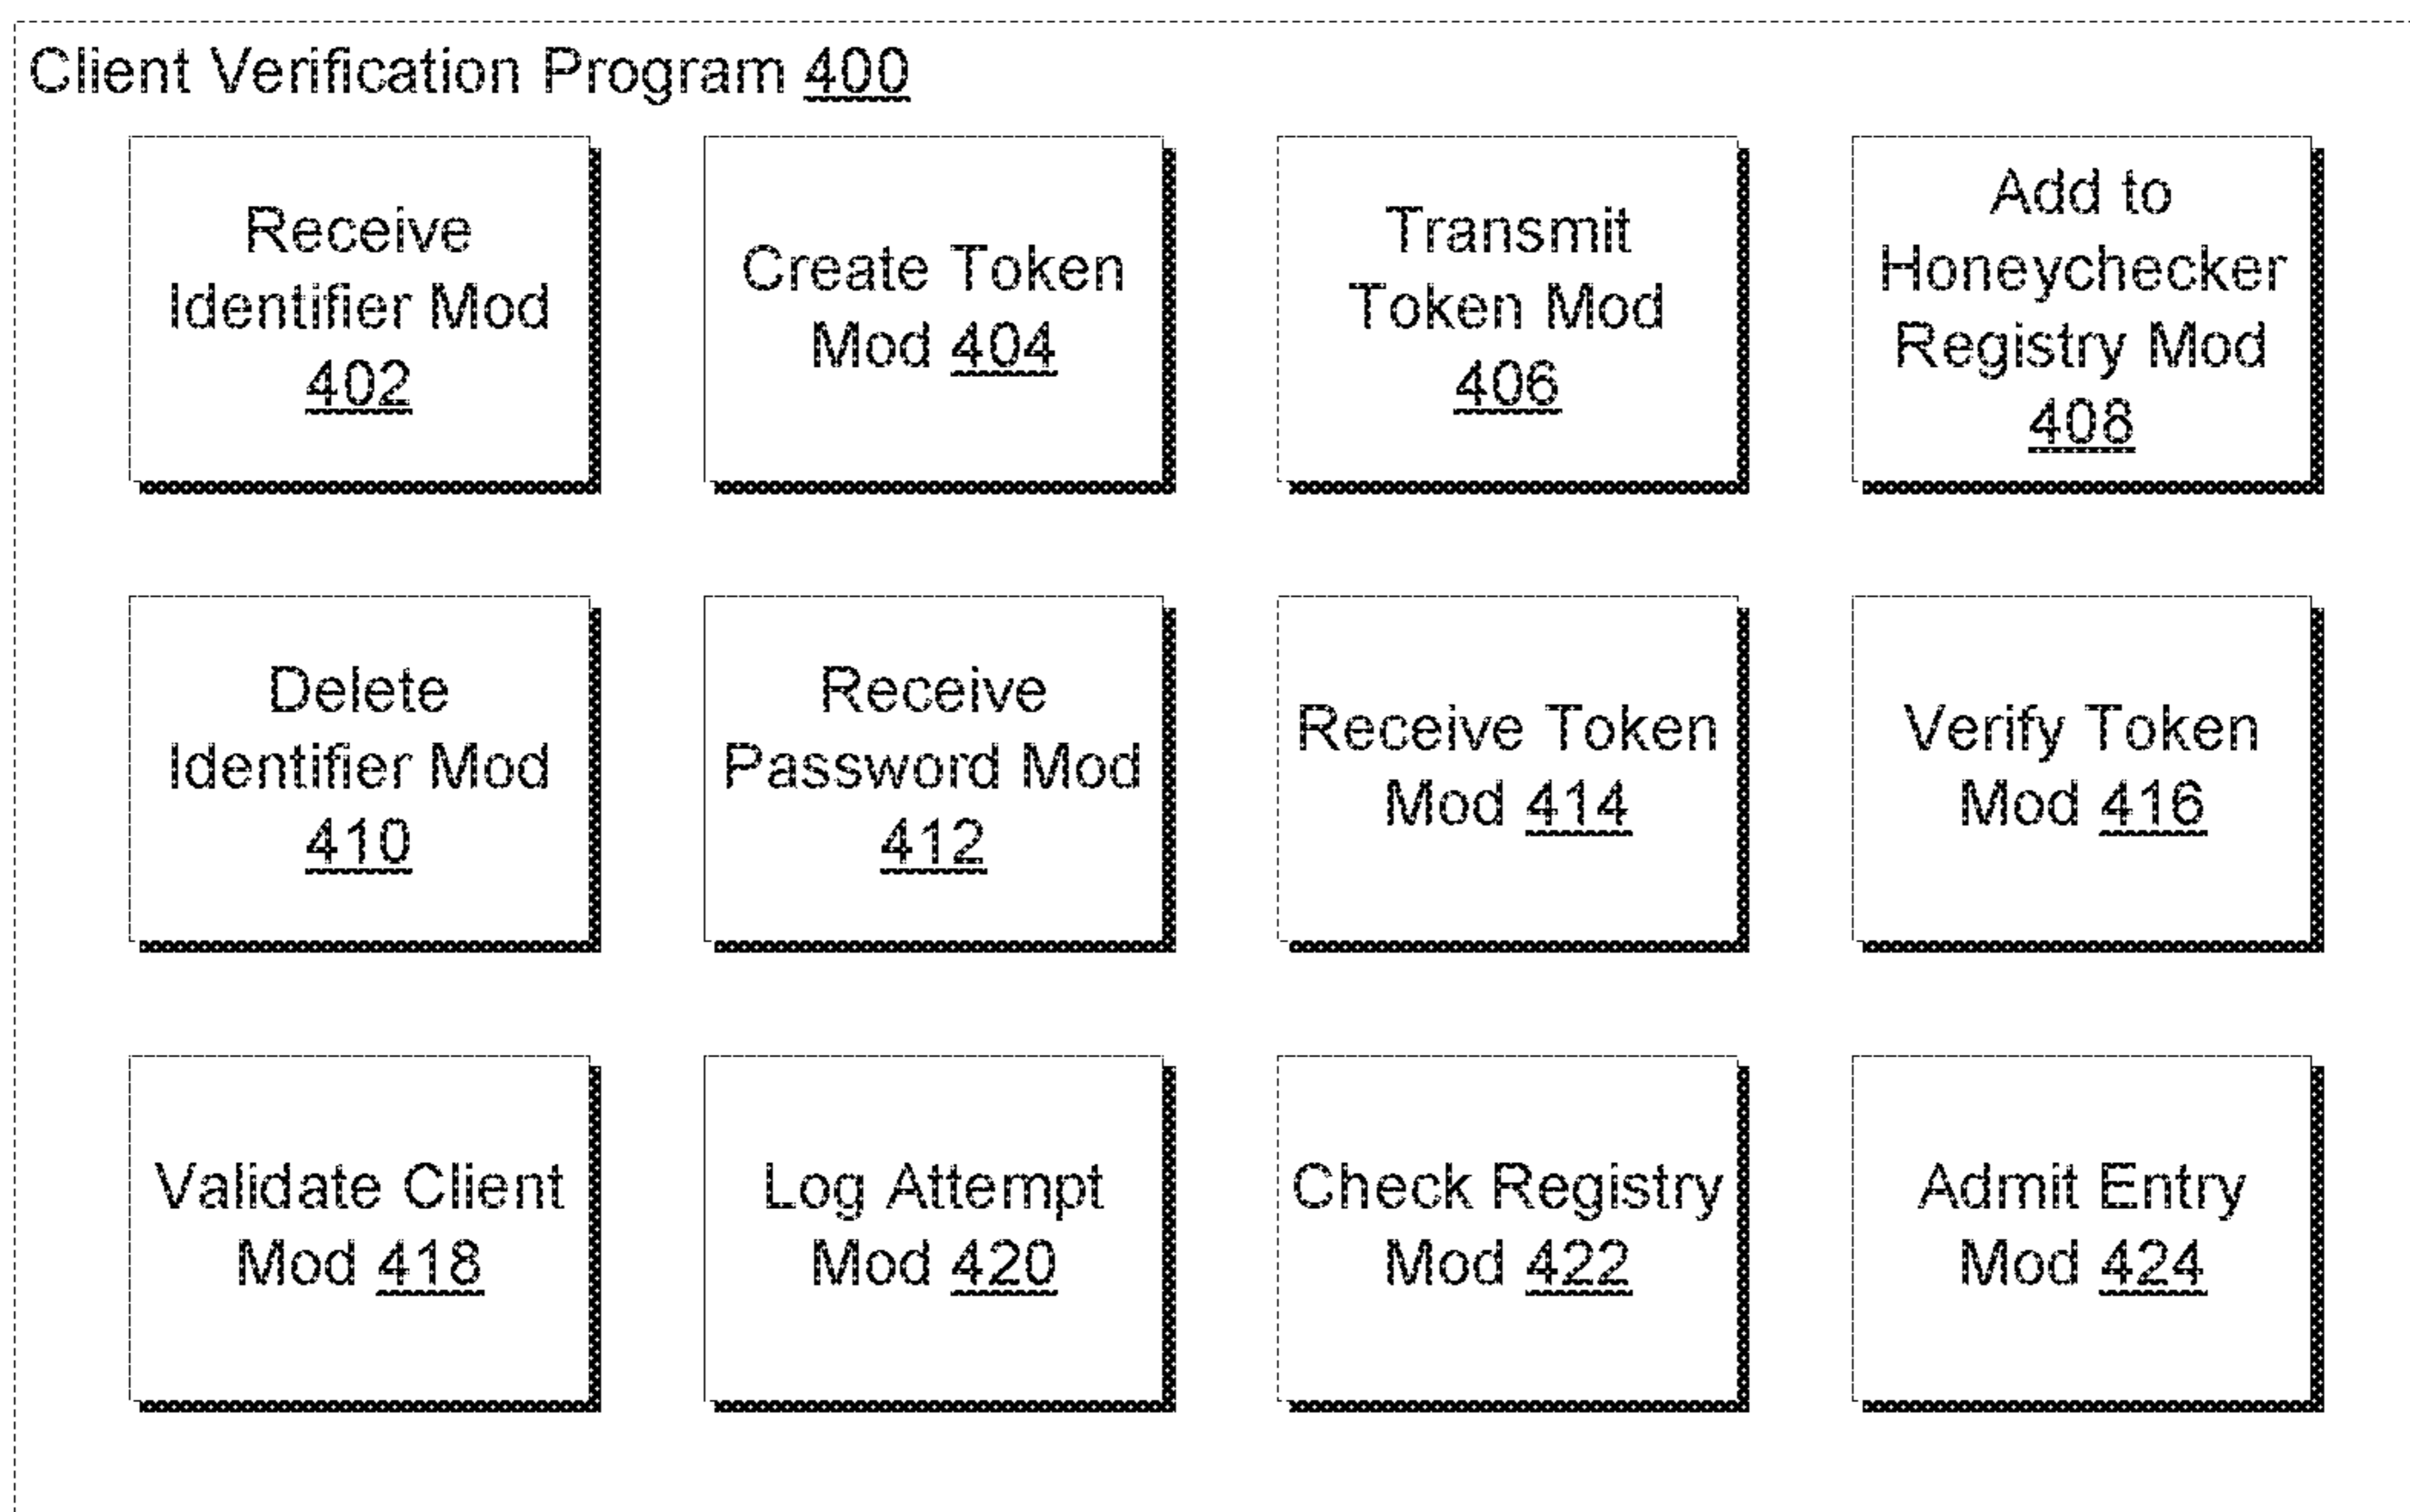 Client Verification Program 400
Receive
Identifier Mod
402
Create Token
Mod 404
Transmit
Token Mod
406
Add to
Honeychecker
Registry Mod
408
Delete
Identifier Mod
410
Receive
Password Mod
412
Receive Token
Mod 414
Verify Token
Mod 416
Validate Client
Mod 418
Log Attempt
Mod 420
Check Registry
Mod 422
Admit Entry
Mod 424